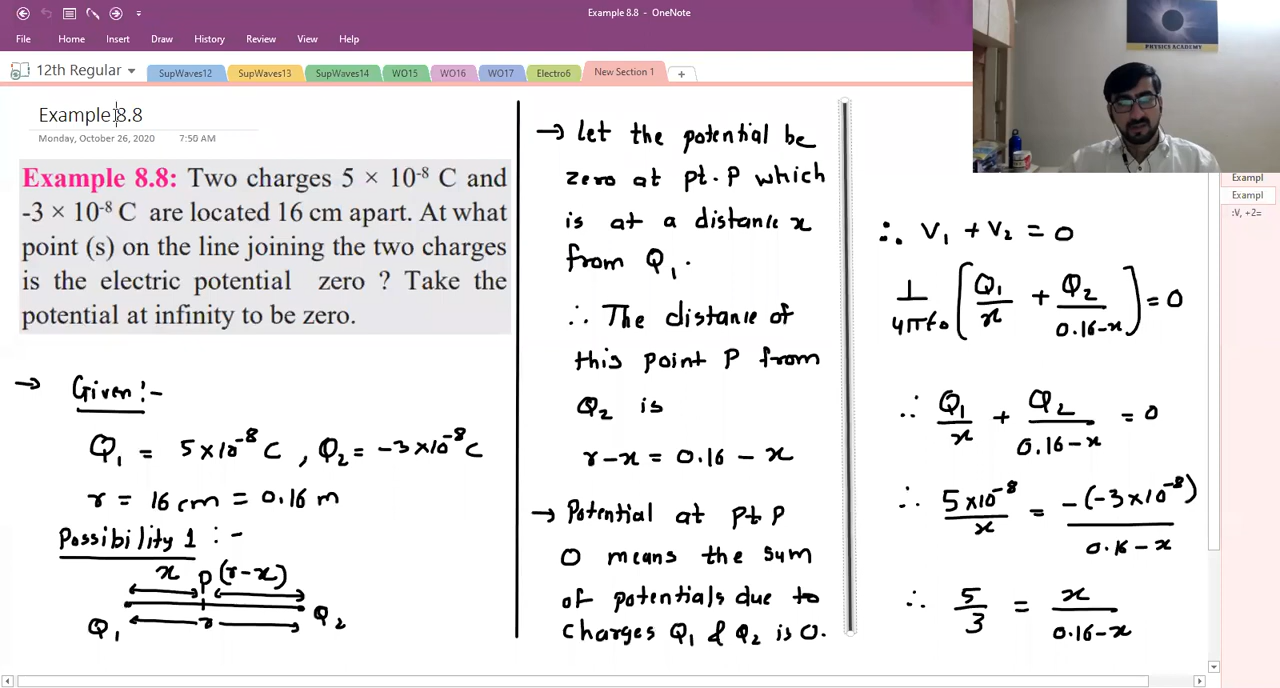 Example 8.8 - OneNote
File Home Insert Draw History Review View Help
12th Regular SupWaves12 SupWaves13 SupWaves14 WO15 WO16 WO17 Electro6 New Section 1 +
PHYSICS ACADEMY
Exampl
Exampl
:V, +2=
Example 8.8
Monday, October 26, 2020 7:50 AM
Example 8.8: Two charges 5 × 10⁻⁸ C and
-3 × 10⁻⁸ C are located 16 cm apart. At what
point (s) on the line joining the two charges
is the electric potential zero ? Take the
potential at infinity to be zero.
→ Given :-
Q₁ = 5×10⁻⁸ C , Q₂ = -3×10⁻⁸ C
r = 16 cm = 0.16 m
Possibility 1 :-
x P (r-x)
Q₁ r Q₂
→ Let the potential be
zero at pt. P which
is at a distance x
from Q₁.
∴ The distance of
this point P from
Q₂ is
r-x = 0.16 - x
→ Potential at pt P
0 means the sum
of potentials due to
charges Q₁ & Q₂ is 0.
∴ V₁ + V₂ = 0
1/4πε₀ [Q₁/x + Q₂/0.16-x] = 0
∴ Q₁/x + Q₂/0.16-x = 0
∴ 5×10⁻⁸/x = -(-3×10⁻⁸)/0.16-x
∴ 5/3 = x/0.16-x